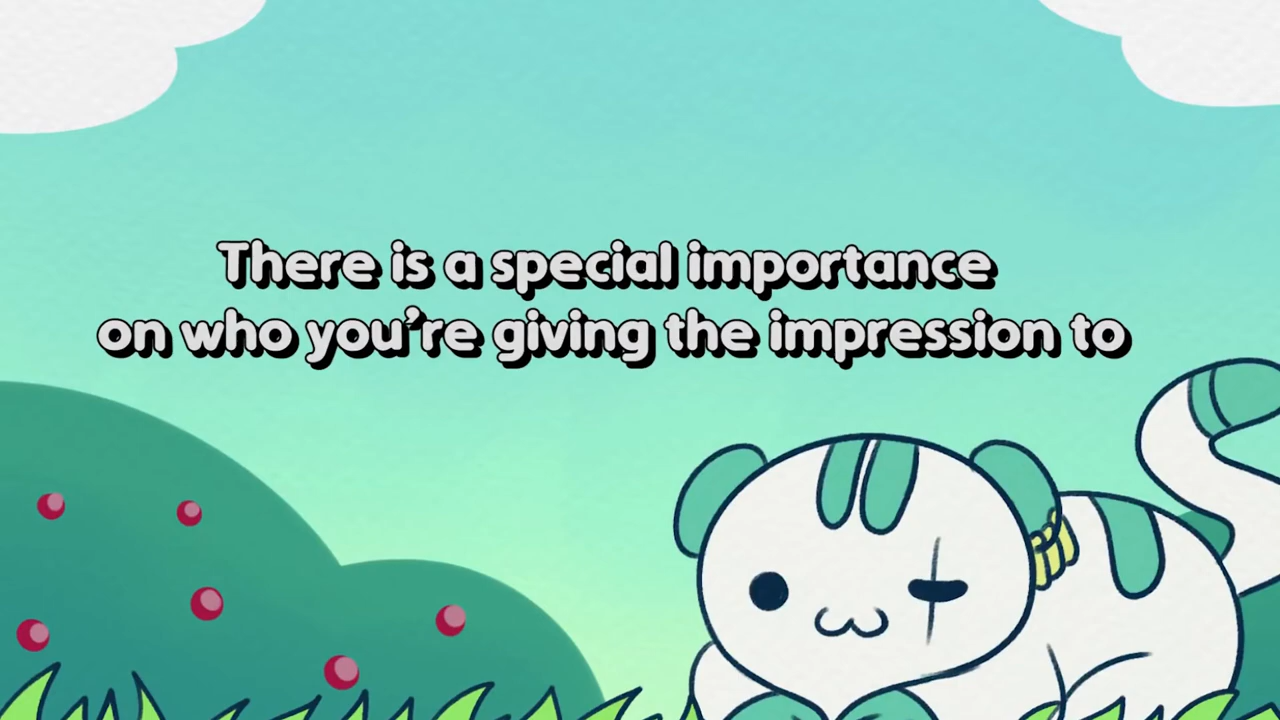 There is a special importance
on who you’re giving the impression to